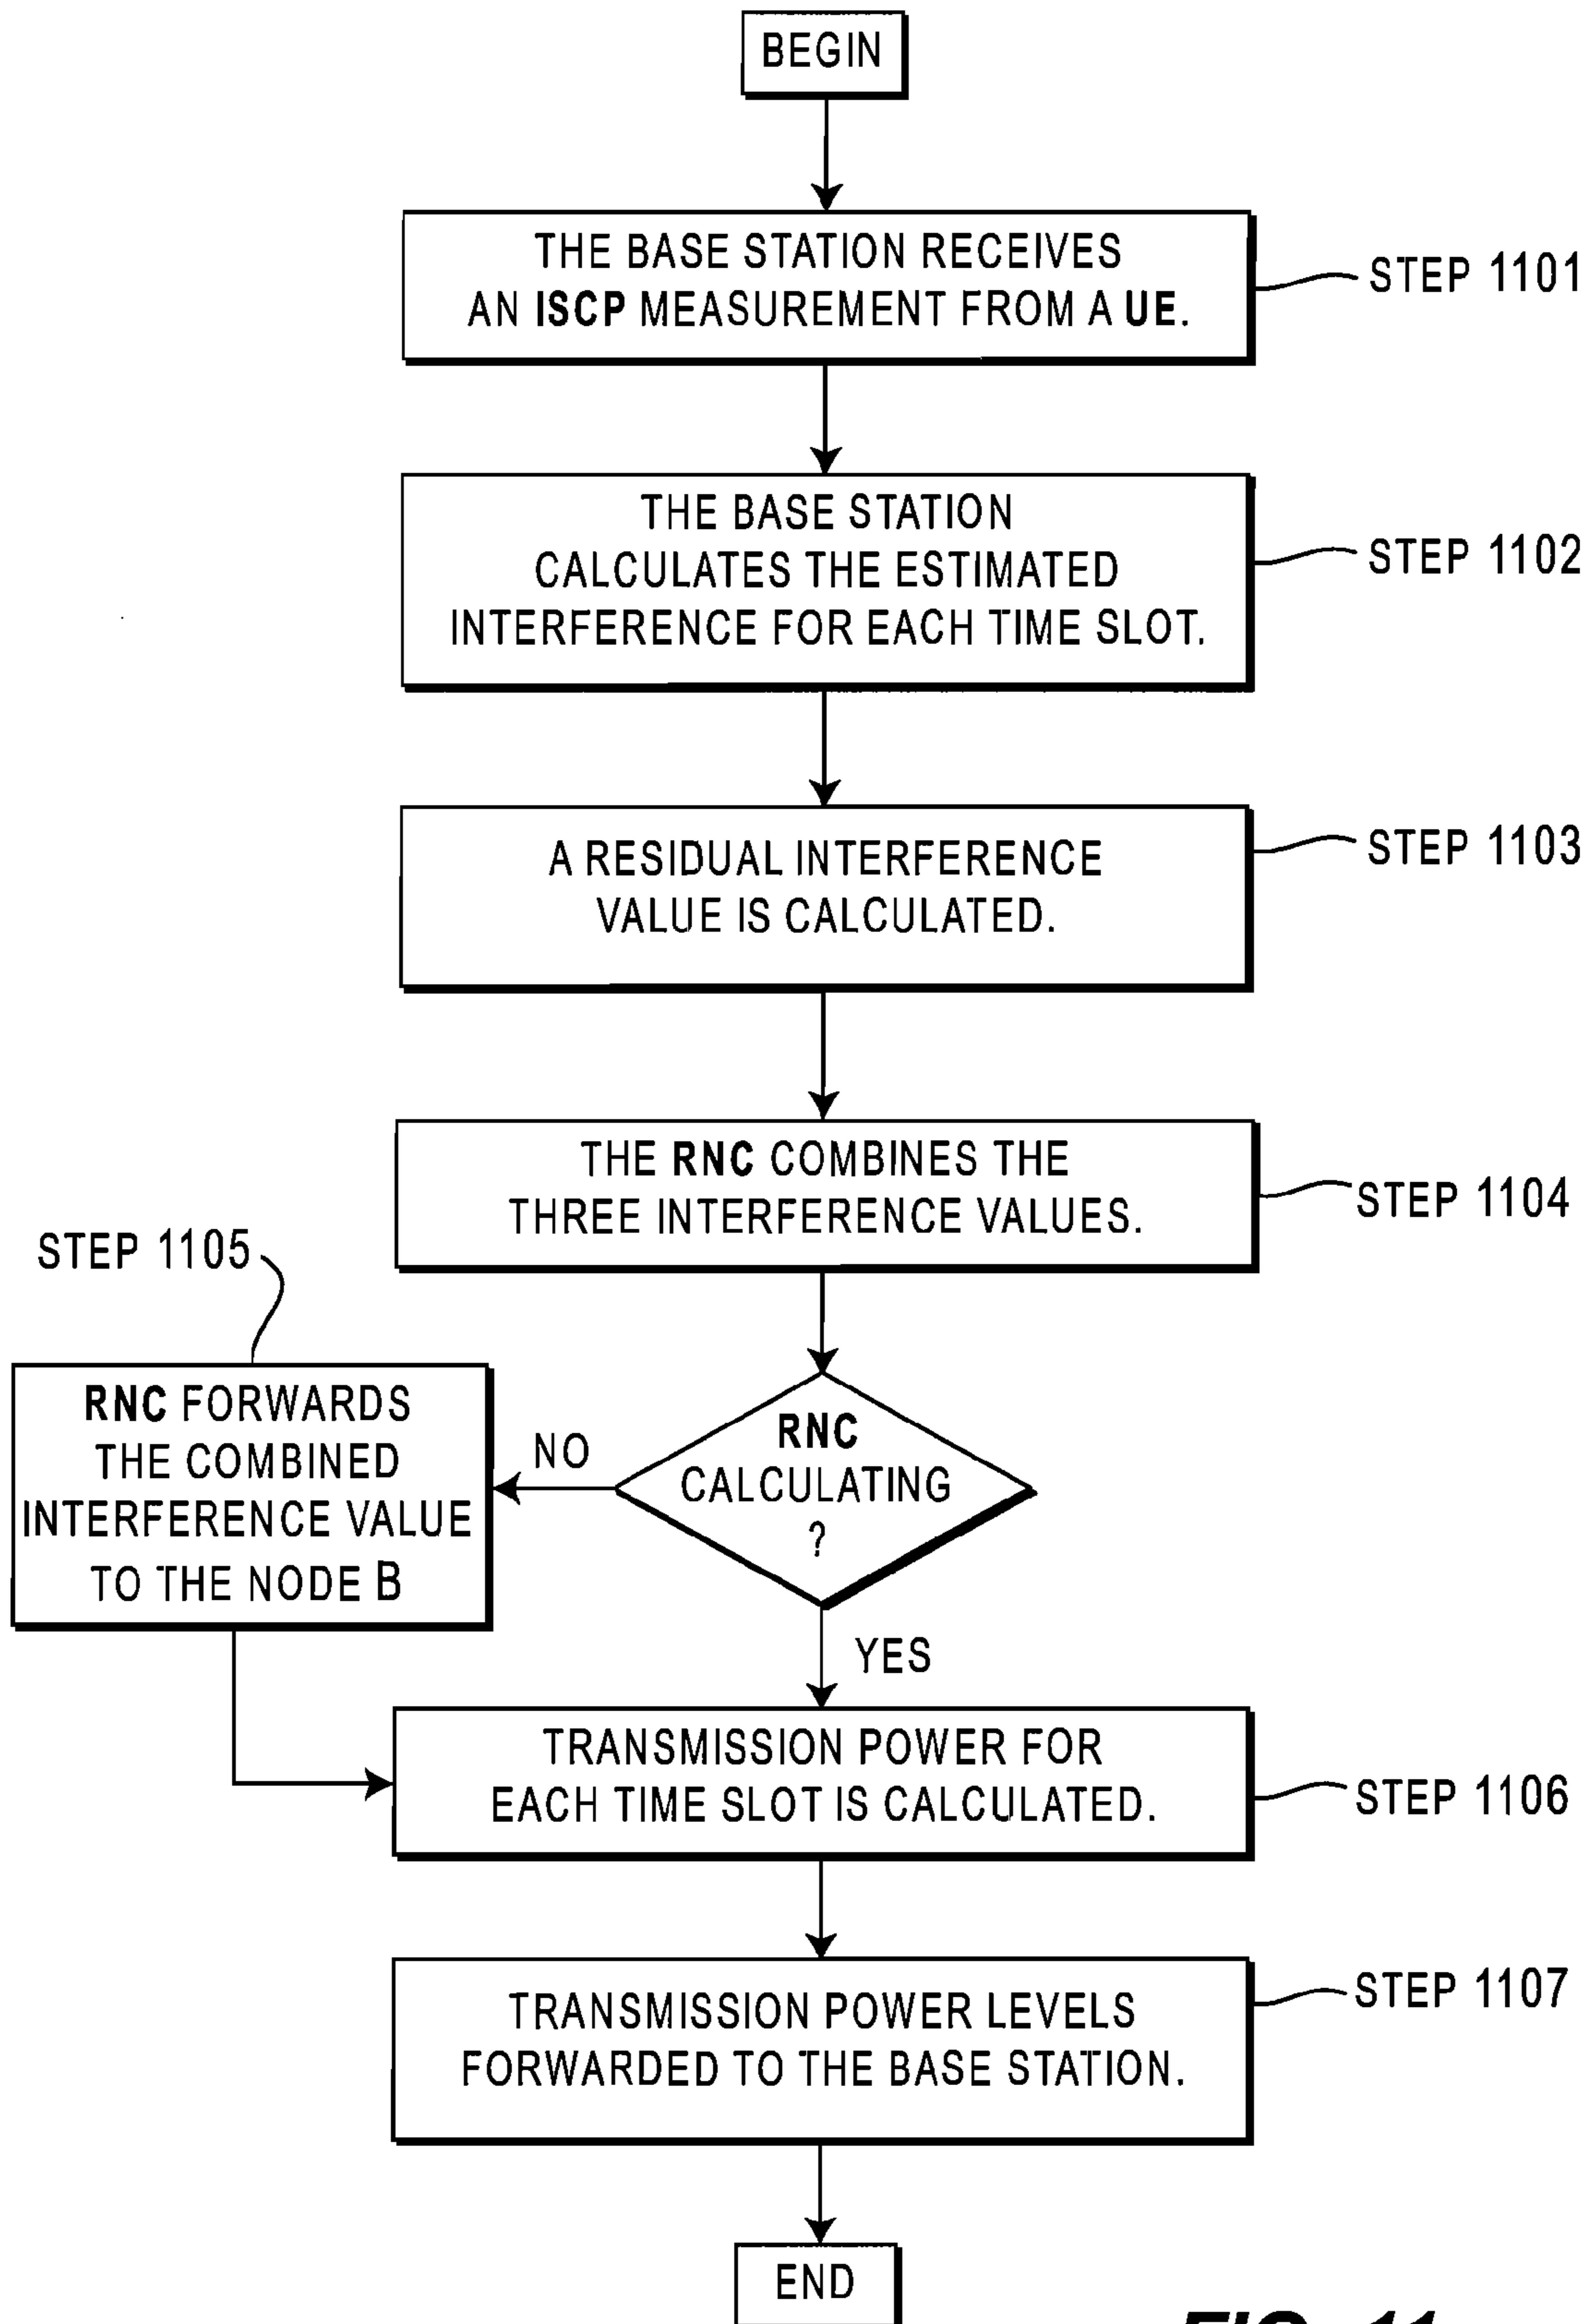 BEGIN
THE BASE STATION RECEIVES
AN ISCP MEASUREMENT FROM A UE.
STEP 1101
THE BASE STATION
CALCULATES THE ESTIMATED
INTERFERENCE FOR EACH TIME SLOT.
STEP 1102
A RESIDUAL INTERFERENCE
VALUE IS CALCULATED.
STEP 1103
THE RNC COMBINES THE
THREE INTERFERENCE VALUES.
STEP 1104
STEP 1105
RNC FORWARDS
THE COMBINED
INTERFERENCE VALUE
TO THE NODE B
NO
RNC
CALCULATING
?
YES
TRANSMISSION POWER FOR
EACH TIME SLOT IS CALCULATED.
STEP 1106
TRANSMISSION POWER LEVELS
FORWARDED TO THE BASE STATION.
STEP 1107
END